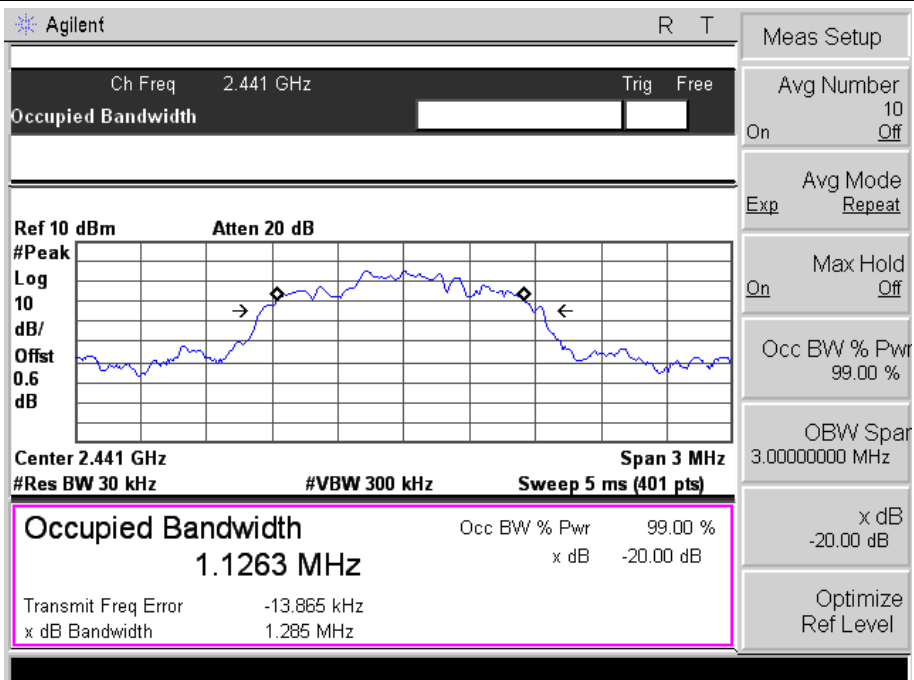 Agilent R T
Ch Freq 2.441 GHz Trig Free
Occupied Bandwidth
Ref 10 dBm Atten 20 dB
#Peak
Log
10
dB/
Offst
0.6
dB
Center 2.441 GHz Span 3 MHz
#Res BW 30 kHz #VBW 300 kHz Sweep 5 ms (401 pts)
Occupied Bandwidth
1.1263 MHz
Occ BW % Pwr 99.00 %
x dB -20.00 dB
Transmit Freq Error -13.865 kHz
x dB Bandwidth 1.285 MHz
Meas Setup
Avg Number
10
On Off
Avg Mode
Exp Repeat
Max Hold
On Off
Occ BW % Pwr
99.00 %
OBW Span
3.00000000 MHz
x dB
-20.00 dB
Optimize
Ref Level